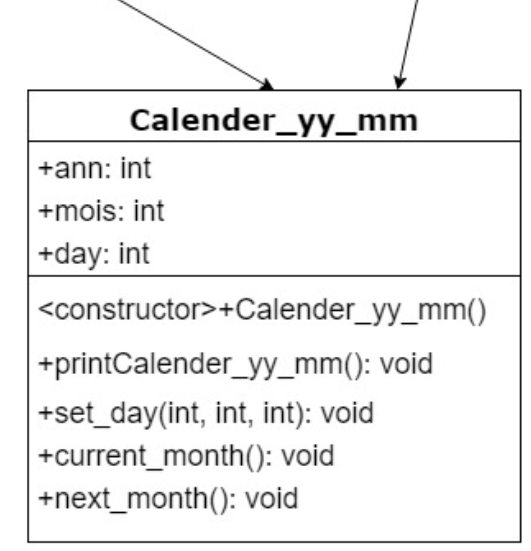 Calender_yy_mm
+ann: int
+mois: int
+day: int
<constructor>+Calender_yy_mm()
+printCalender_yy_mm(): void
+set_day(int, int, int): void
+current_month(): void
+next_month(): void